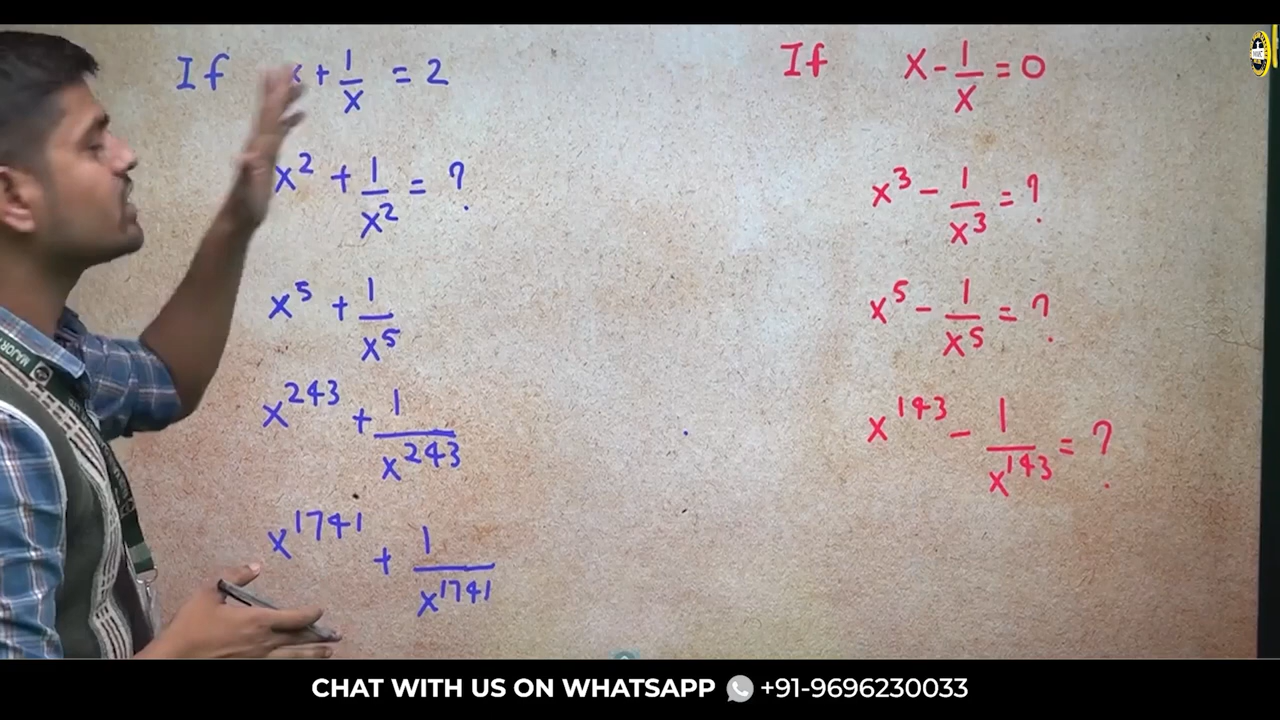 If x + 1/x = 2
x² + 1/x² = ?
x⁵ + 1/x⁵
x²⁴³ + 1/x²⁴³
x¹⁷⁴¹ + 1/x¹⁷⁴¹
If x - 1/x = 0
x³ - 1/x³ = ?
x⁵ - 1/x⁵ = ?
x¹⁴³ - 1/x¹⁴³ = ?
MAJOR
CHAT WITH US ON WHATSAPP +91-9696230033